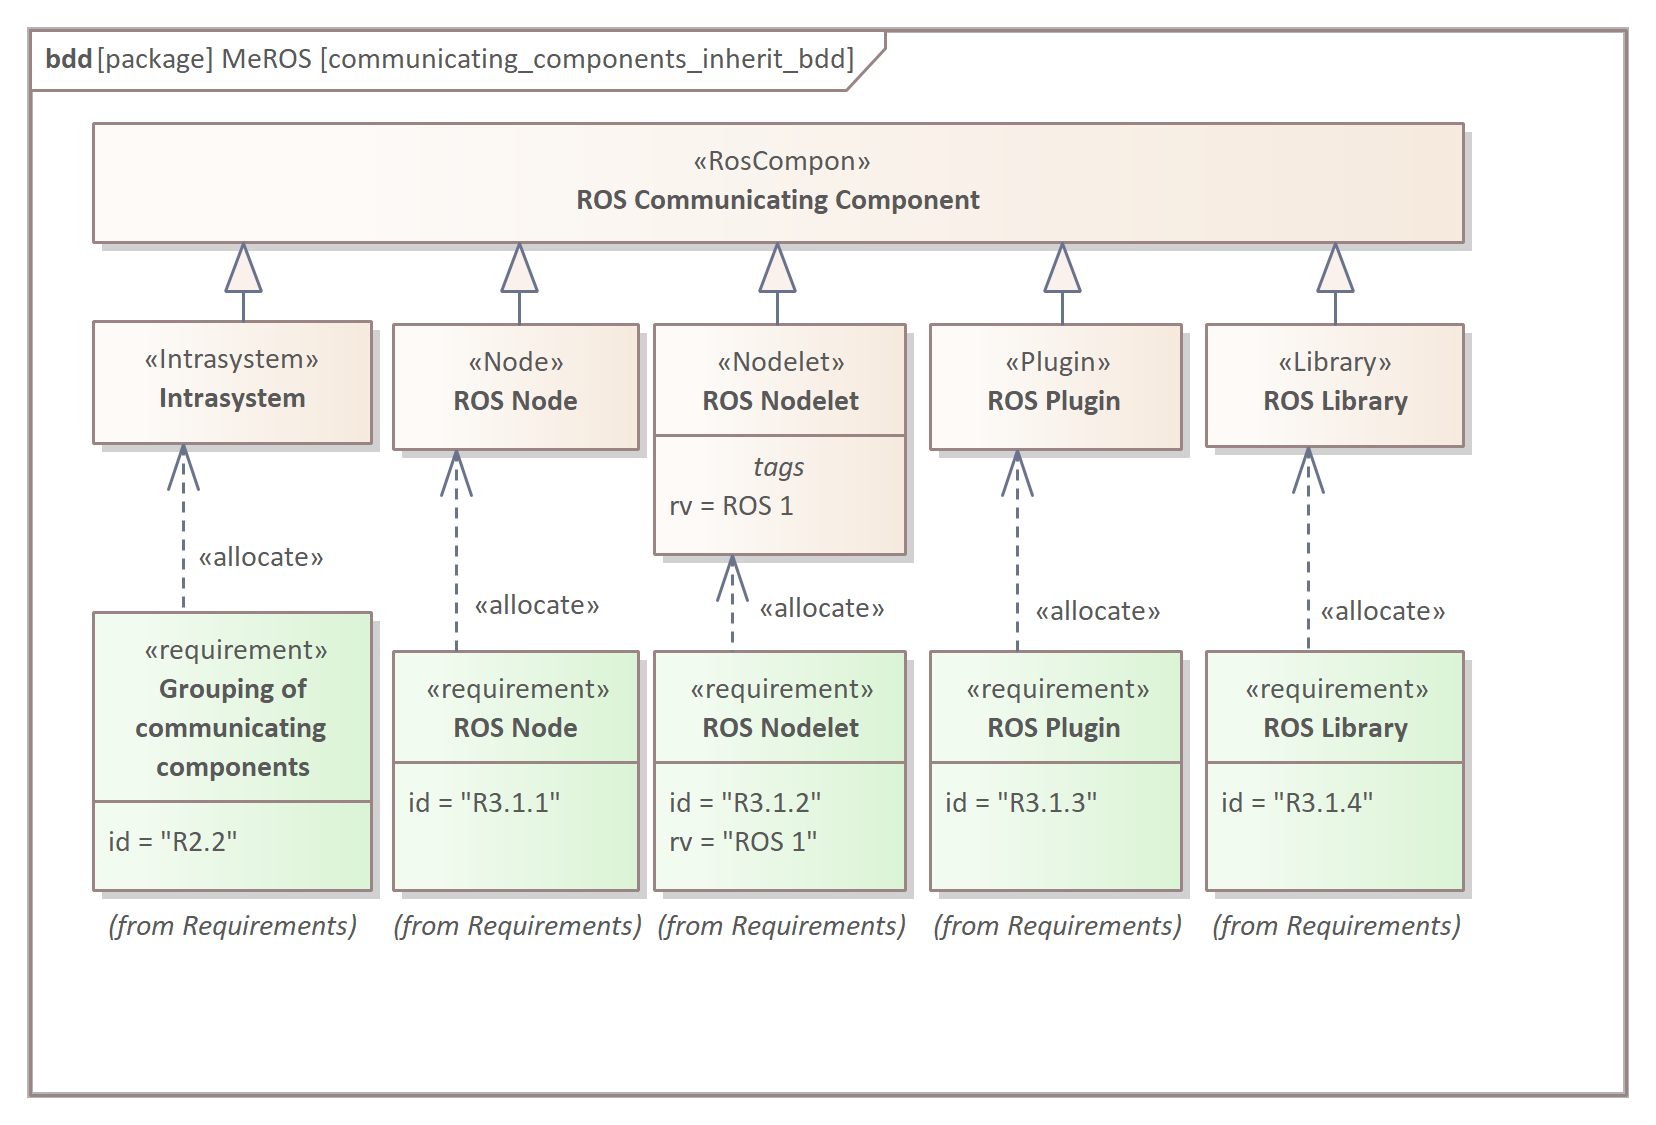 bdd [package] MeROS [communicating_components_inherit_bdd]
«RosCompon»
ROS Communicating Component
«Intrasystem»
Intrasystem
«Node»
ROS Node
«Nodelet»
ROS Nodelet
tags
rv = ROS 1
«Plugin»
ROS Plugin
«Library»
ROS Library
«allocate»
«allocate»
«allocate»
«allocate»
«allocate»
«requirement»
Grouping of
communicating
components
id = "R2.2"
(from Requirements)
«requirement»
ROS Node
id = "R3.1.1"
(from Requirements)
«requirement»
ROS Nodelet
id = "R3.1.2"
rv = "ROS 1"
(from Requirements)
«requirement»
ROS Plugin
id = "R3.1.3"
(from Requirements)
«requirement»
ROS Library
id = "R3.1.4"
(from Requirements)